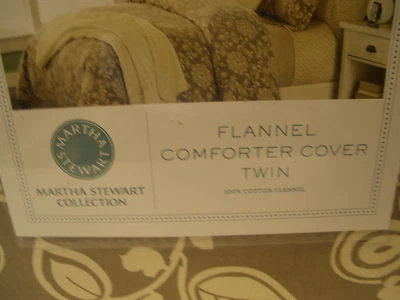 MARTHA
STEWART
MARTHA STEWART
COLLECTION
FLANNEL
COMFORTER COVER
TWIN
100% COTTON FLANNEL